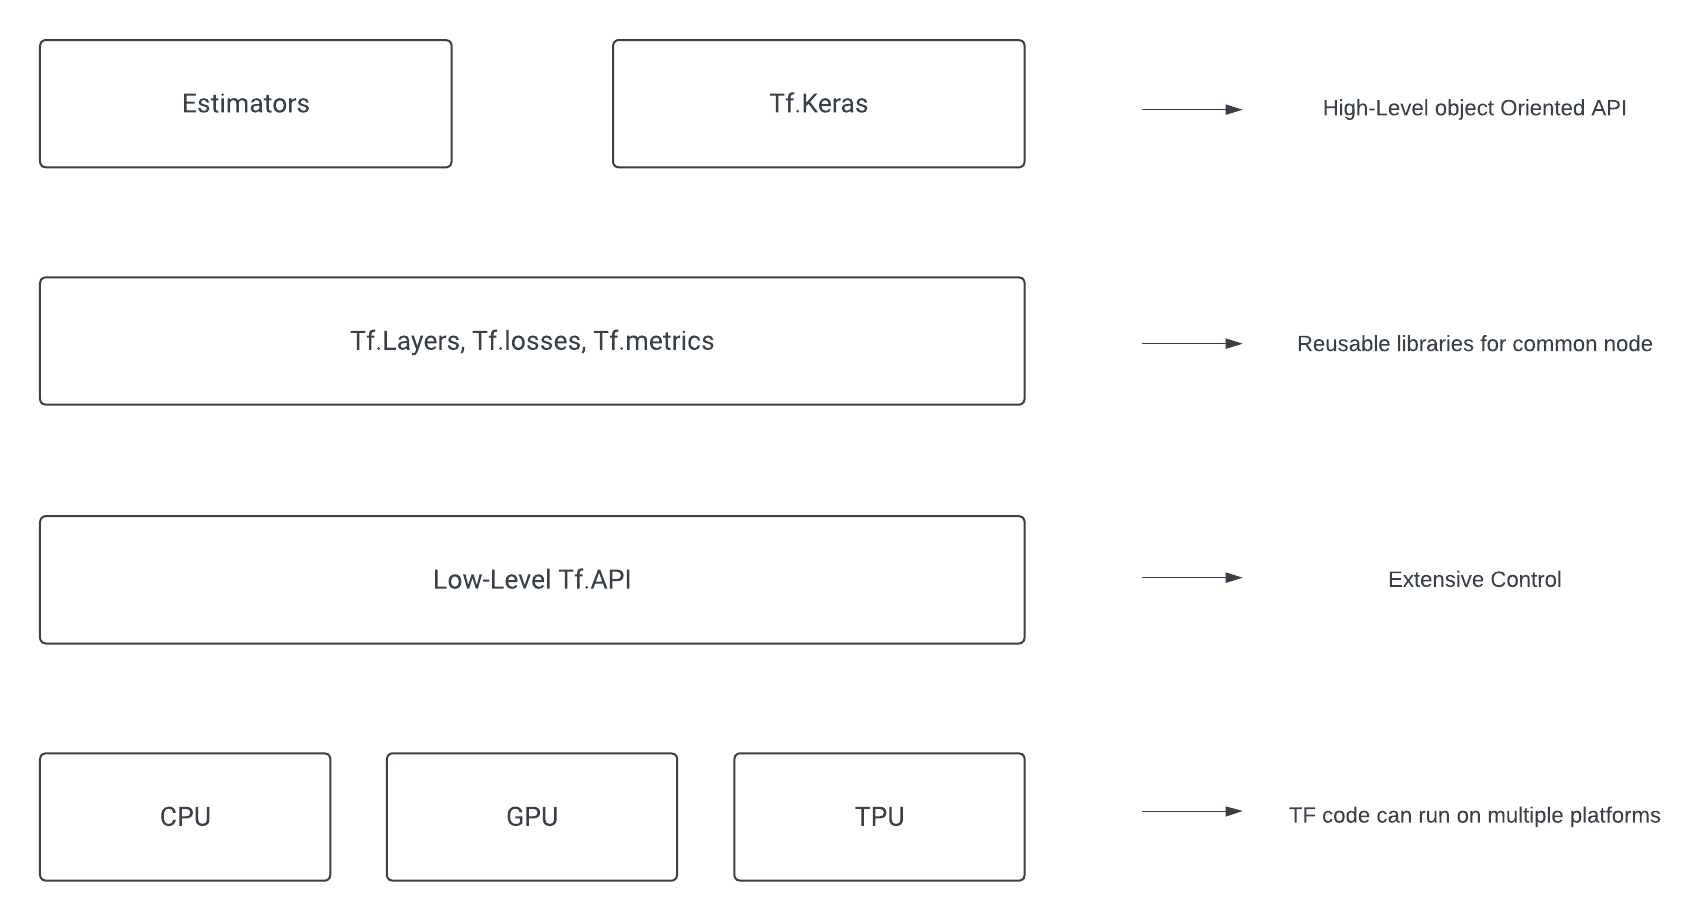 Estimators
Tf.Keras
High-Level object Oriented API
Tf.Layers, Tf.losses, Tf.metrics
Reusable libraries for common node
Low-Level Tf.API
Extensive Control
CPU
GPU
TPU
TF code can run on multiple platforms